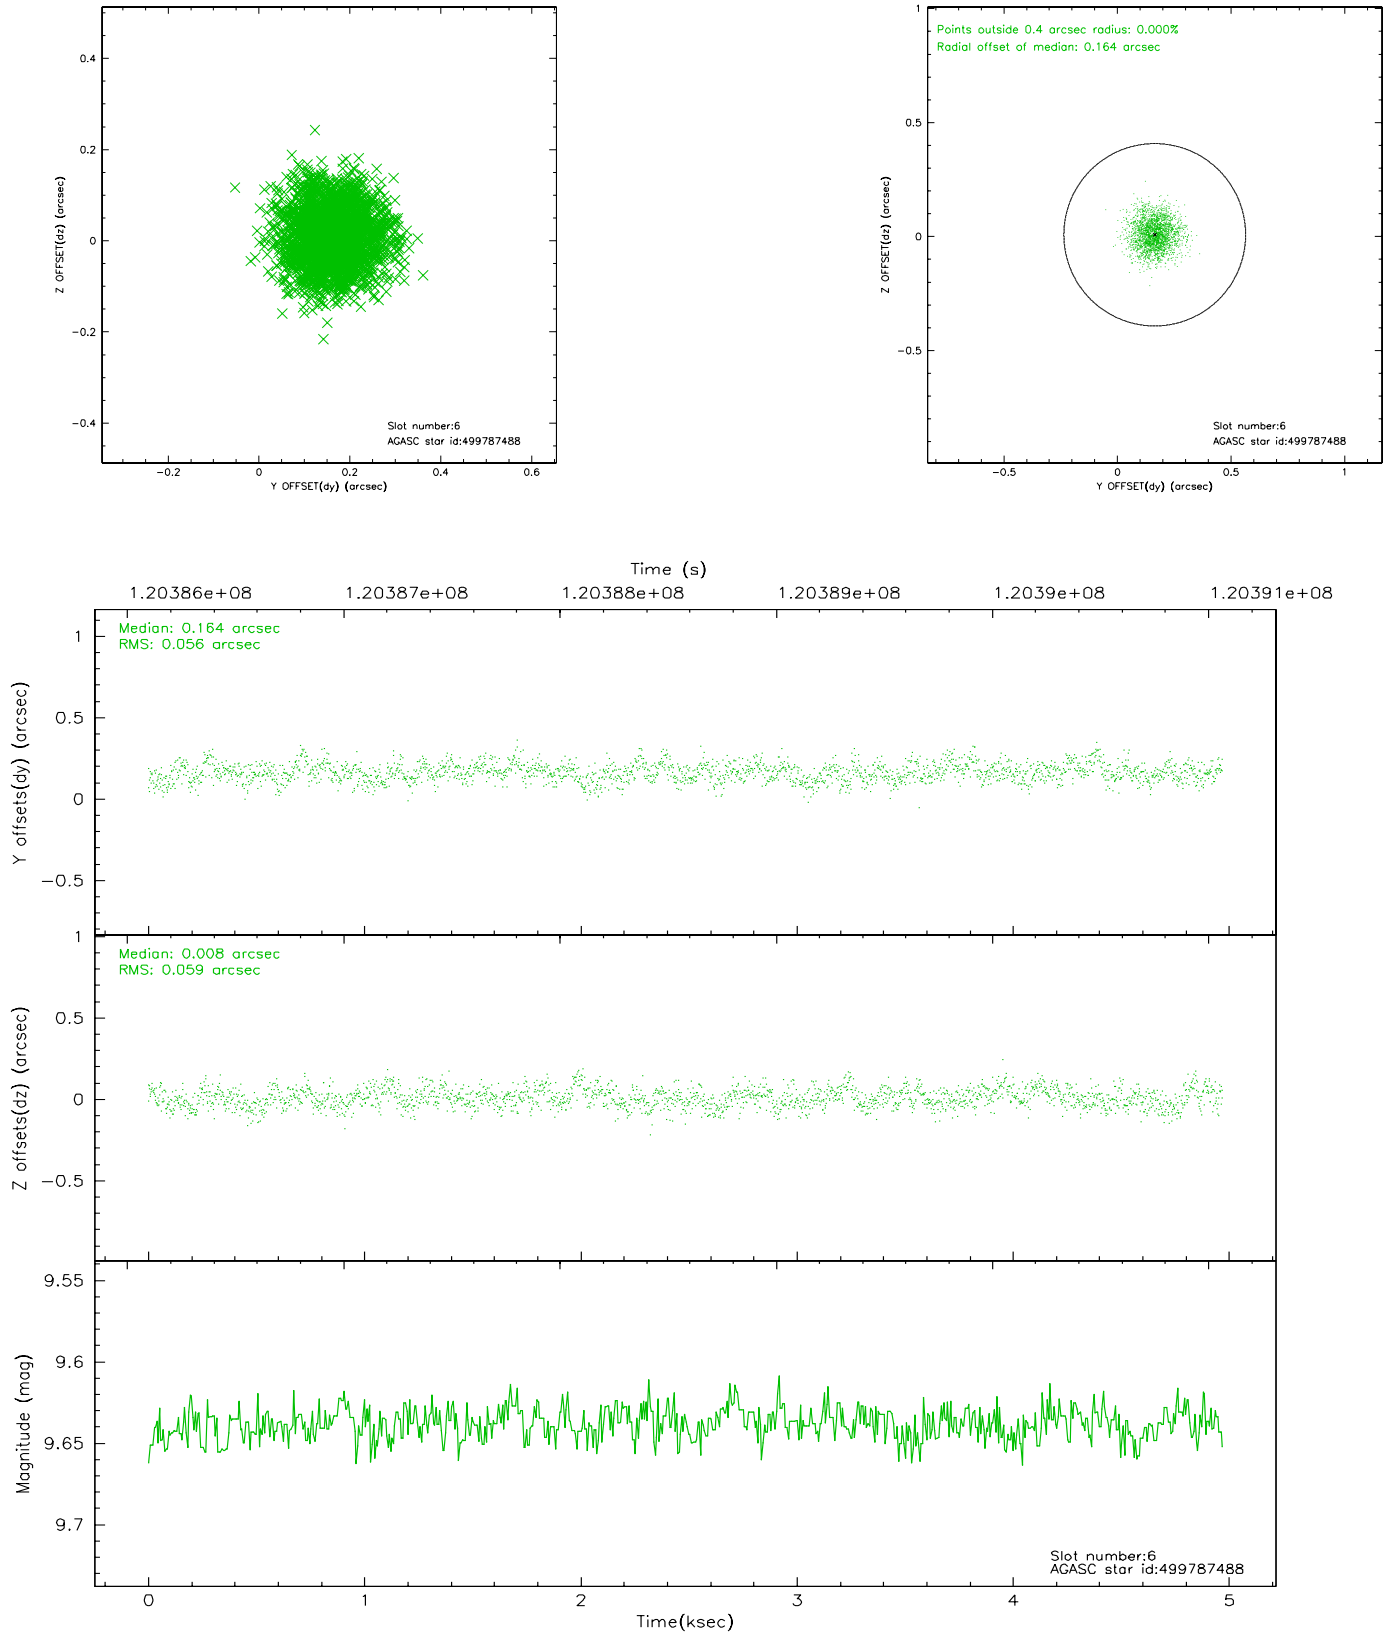 0.4
0.2
0
-0.2
-0.4
Z OFFSET(dz) (arcsec)
Slot number:6
AGASC star id:499787488
-0.2 0 0.2 0.4 0.6
Y OFFSET(dy) (arcsec)
Points outside 0.4 arcsec radius: 0.000%
Radial offset of median: 0.164 arcsec
1
0.5
0
-0.5
Z OFFSET(dz) (arcsec)
Slot number:6
AGASC star id:499787488
-0.5 0 0.5 1
Y OFFSET(dy) (arcsec)
Time (s)
1.20386e+08 1.20387e+08 1.20388e+08 1.20389e+08 1.2039e+08 1.20391e+08
Median: 0.164 arcsec
RMS: 0.056 arcsec
1
0.5
0
-0.5
Y offsets(dy) (arcsec)
Median: 0.008 arcsec
RMS: 0.059 arcsec
1
0.5
0
-0.5
Z offsets(dz) (arcsec)
9.55
9.6
9.65
9.7
Magnitude (mag)
Slot number:6
AGASC star id:499787488
0 1 2 3 4 5
Time(ksec)